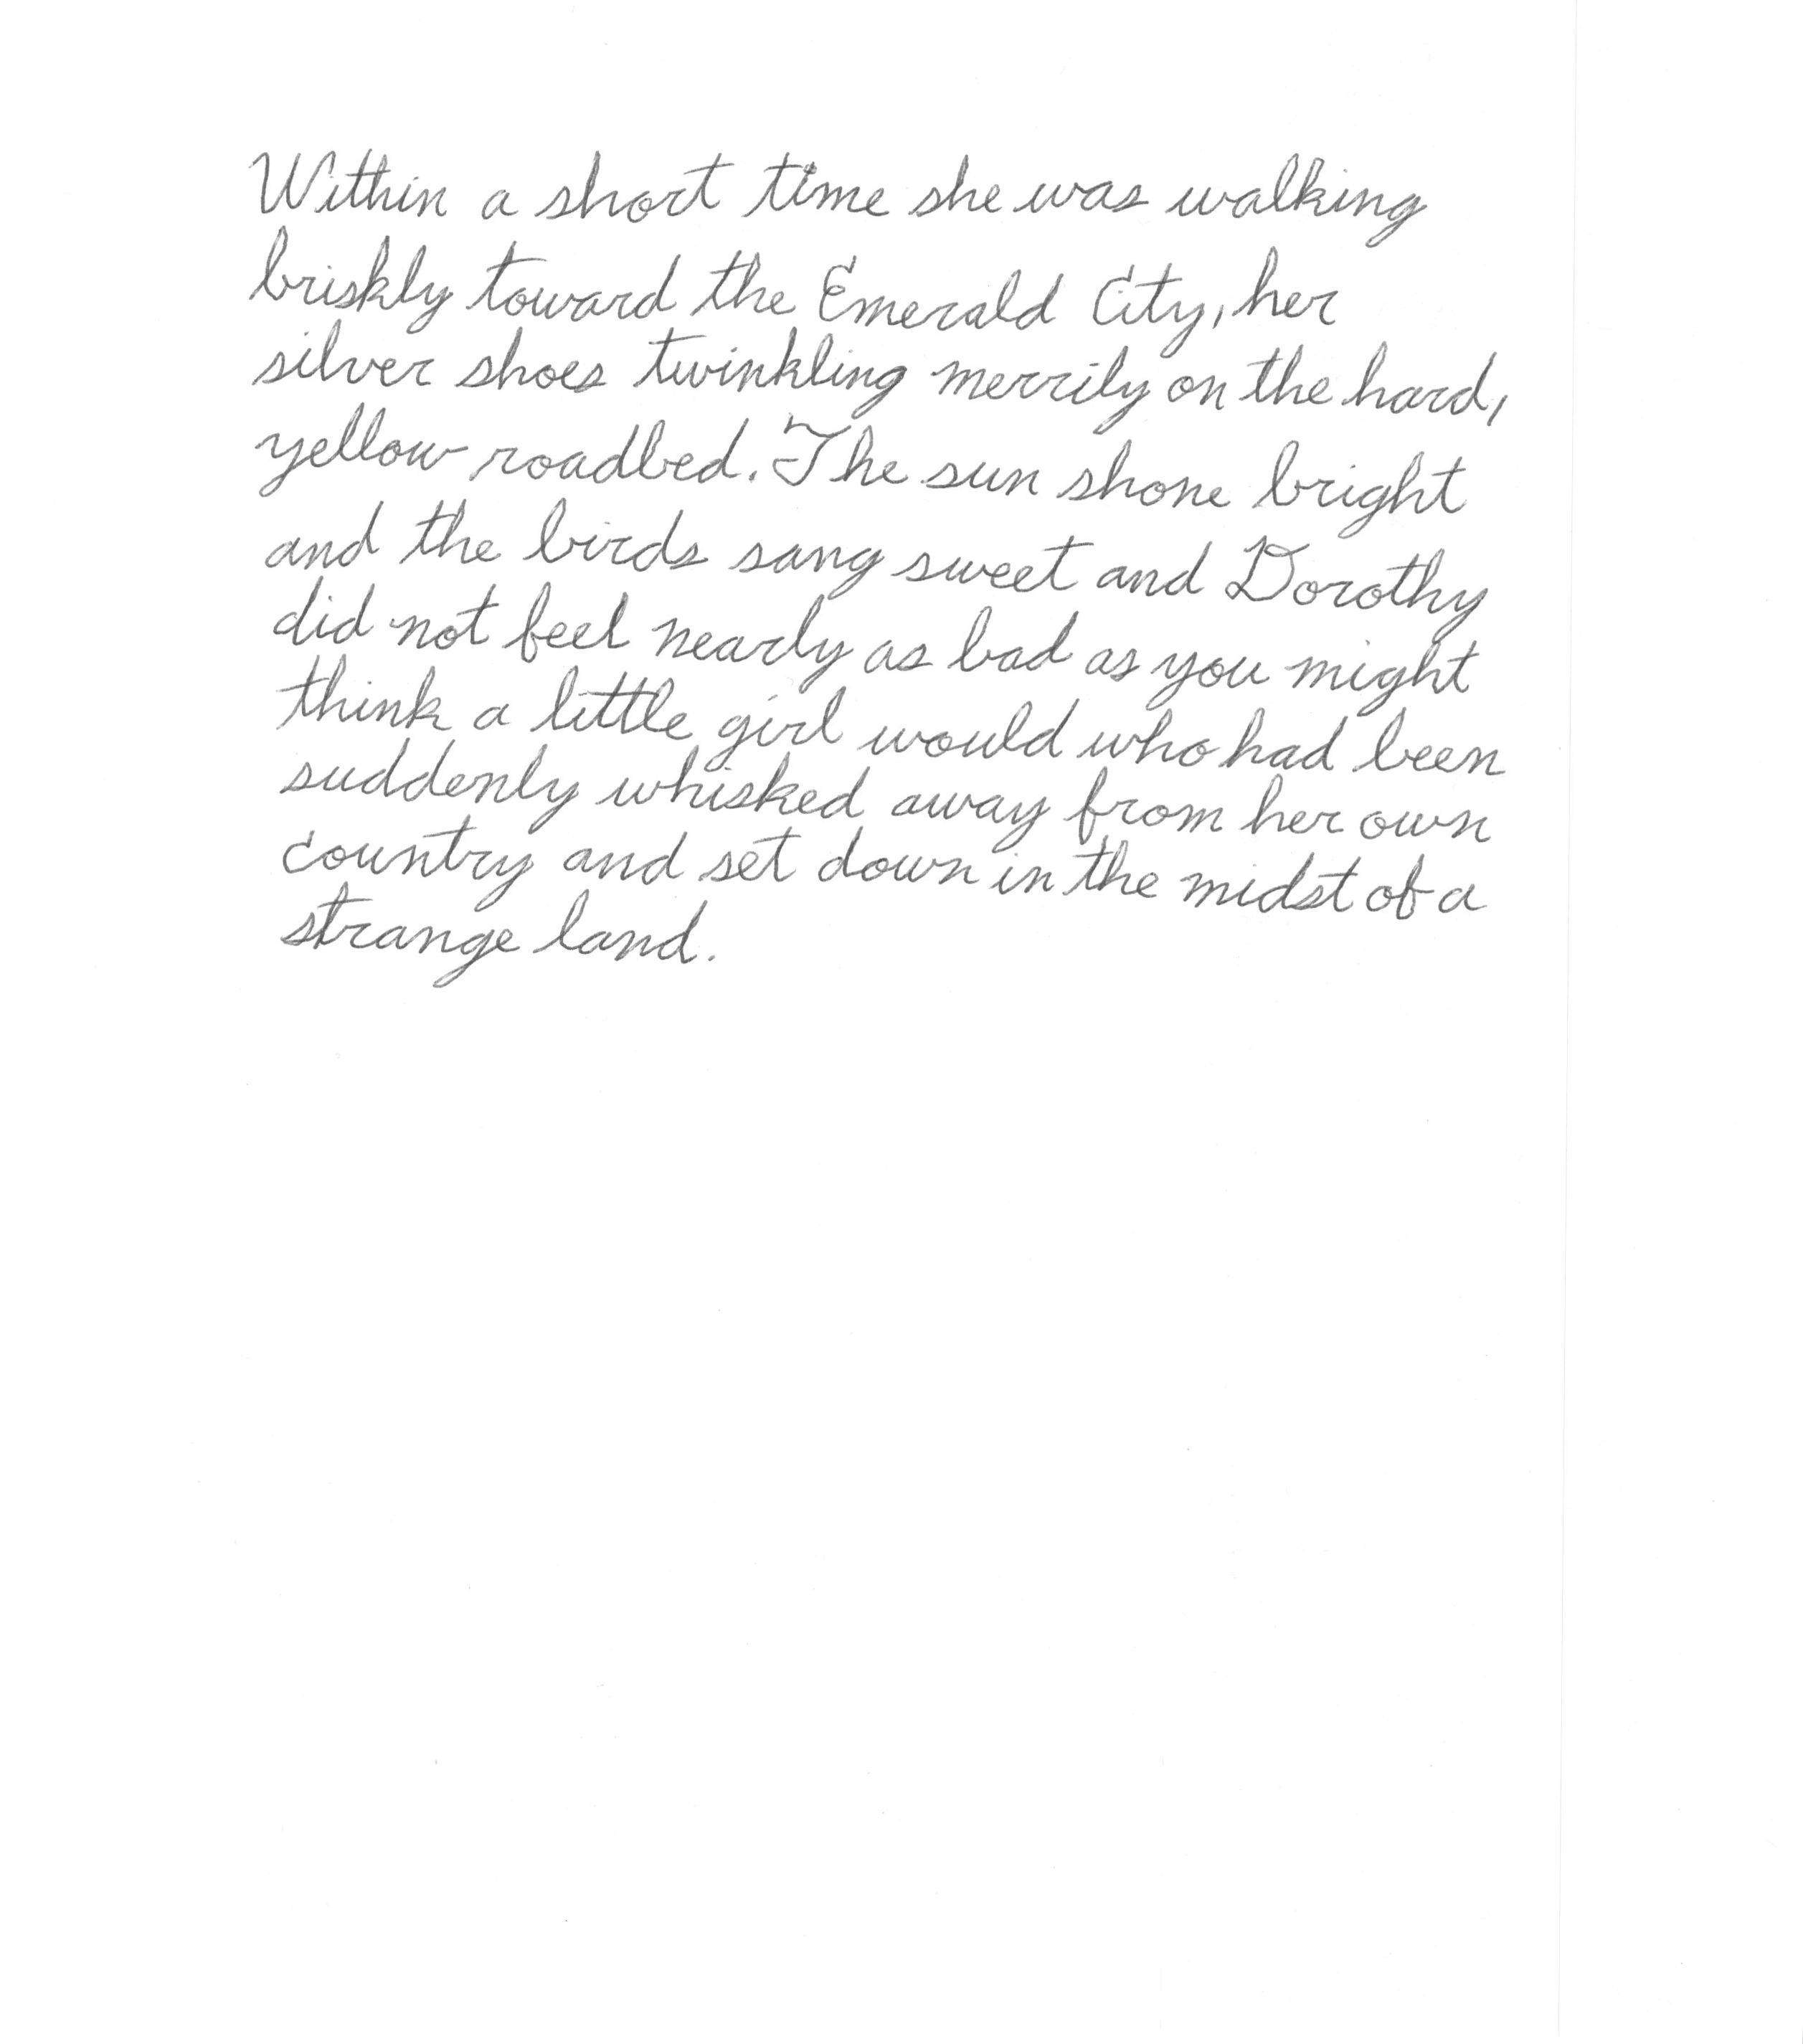 Within a short time she was walking
briskly toward the Emerald City, her
silver shoes twinkling merrily on the hard,
yellow roadbed. The sun shone bright
and the birds sang sweet and Dorothy
did not feel nearly as bad as you might
think a little girl would who had been
suddenly whisked away from her own
country and set down in the midst of a
strange land.